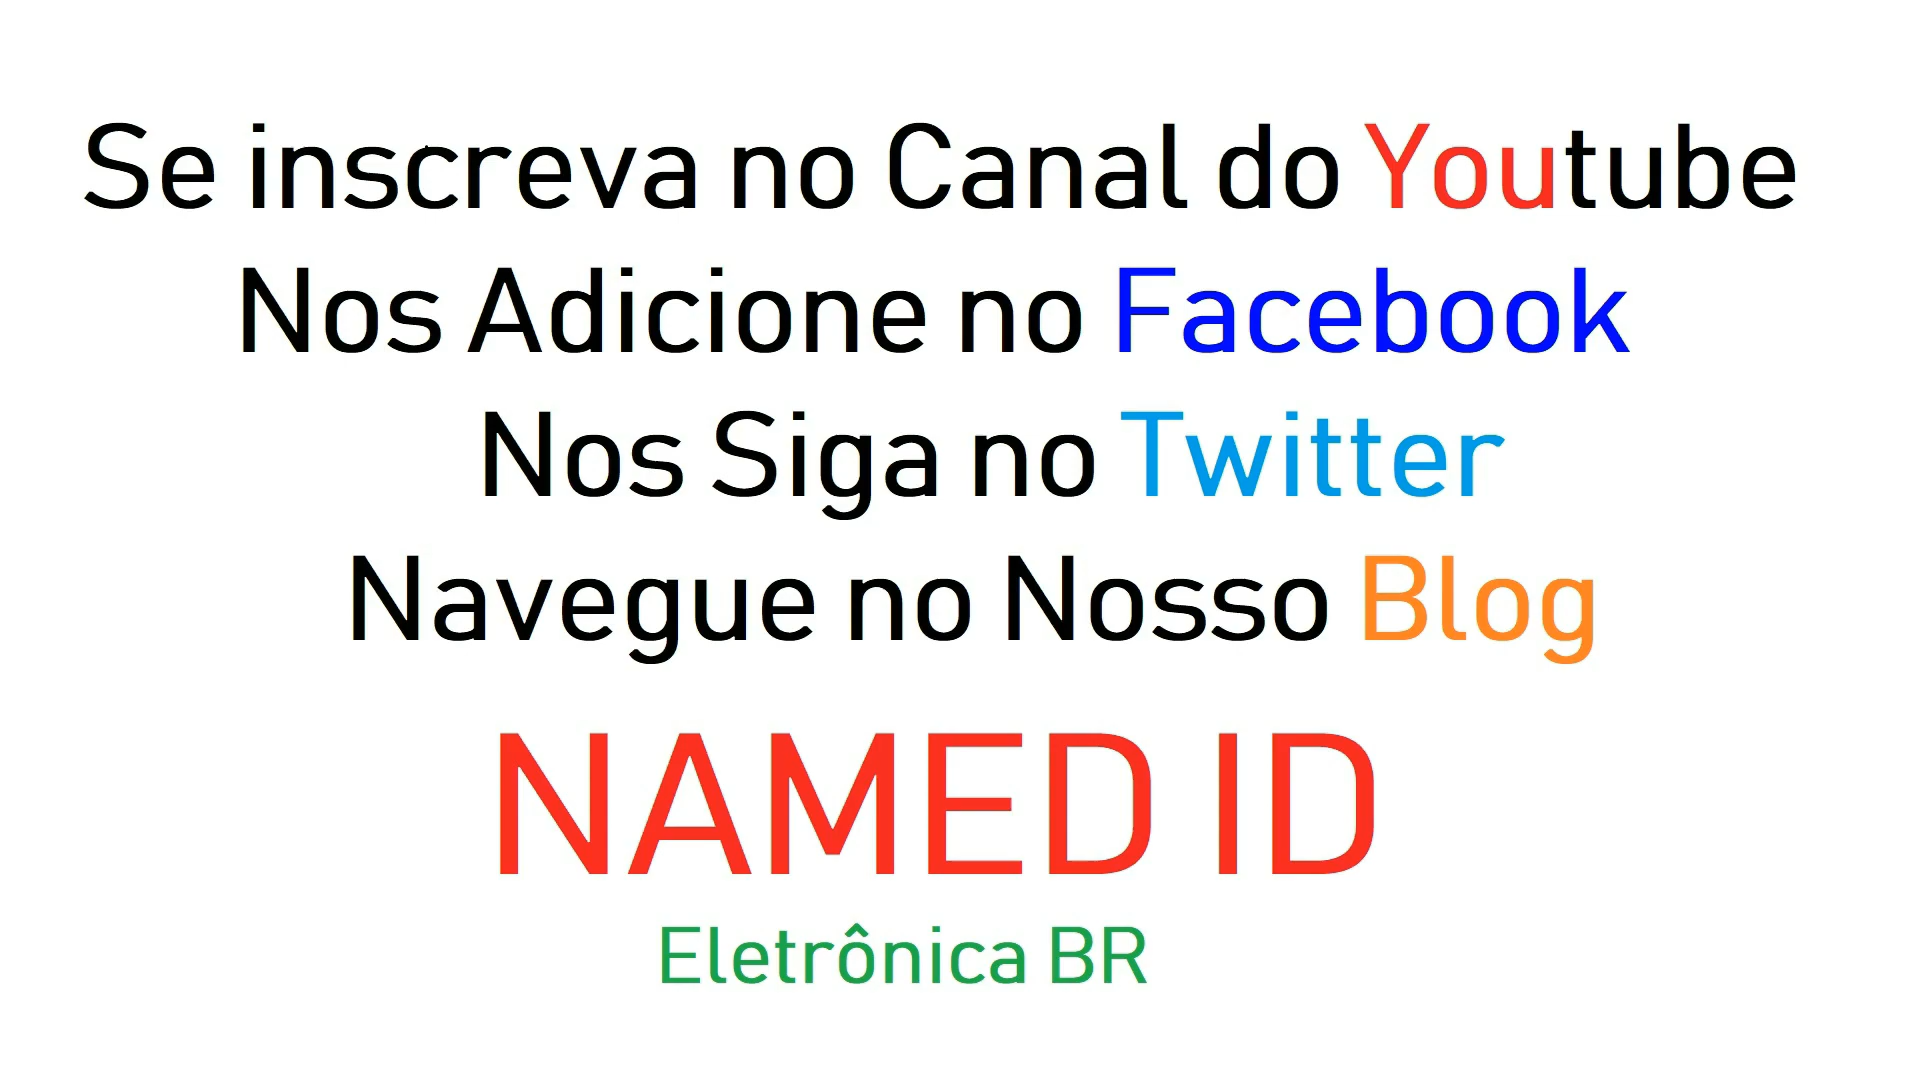 Se inscreva no Canal do Youtube
Nos Adicione no Facebook
Nos Siga no Twitter
Navegue no Nosso Blog
NAMED ID
Eletrônica BR